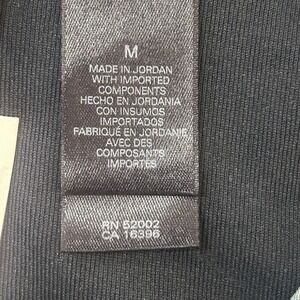 M
MADE IN JORDAN
WITH IMPORTED
COMPONENTS
HECHO EN JORDANIA
CON INSUMOS
IMPORTADOS
FABRIQUÉ EN JORDANIE
AVEC DES
COMPOSANTS
IMPORTÉS
RN 52002
CA 16396